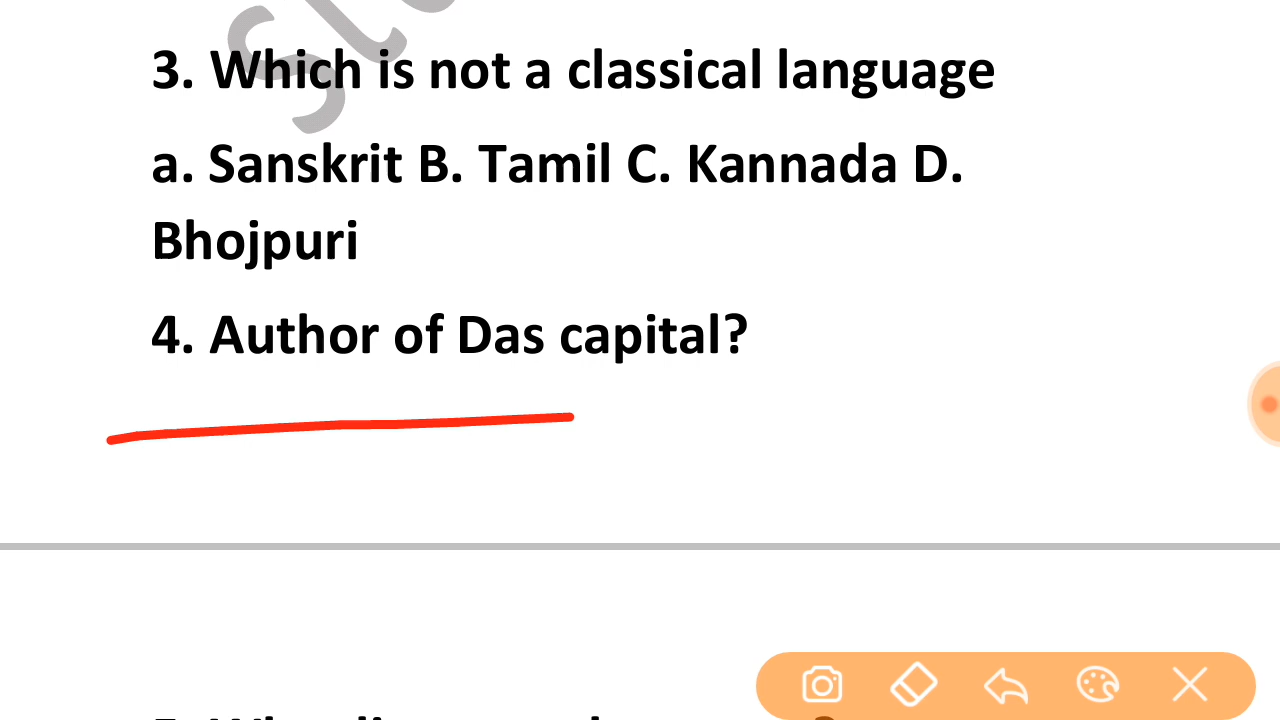 3. Which is not a classical language
a. Sanskrit B. Tamil C. Kannada D.
Bhojpuri
4. Author of Das capital?